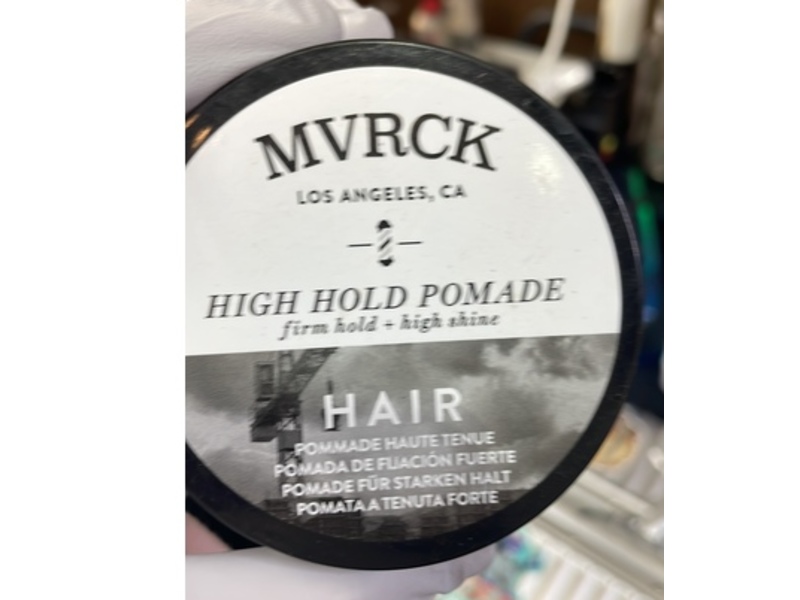 MVRCK
LOS ANGELES, CA
HIGH HOLD POMADE
firm hold + high shine
HAIR
POMMADE HAUTE TENUE
POMADA DE FIJACIÓN FUERTE
POMADE FÜR STARKEN HALT
POMATA A TENUTA FORTE